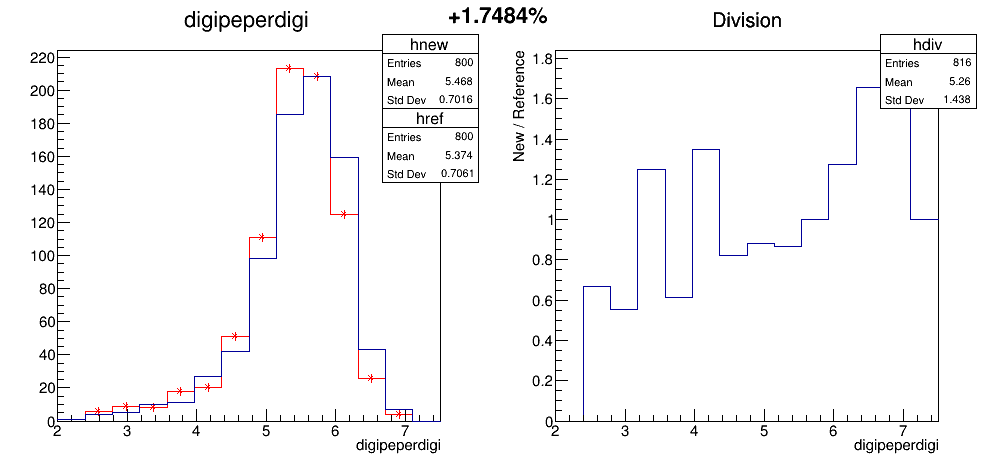 +1.7484%
digipeperdigi
hnew
Entries 800
Mean 5.468
Std Dev 0.7016
href
Entries 800
Mean 5.374
Std Dev 0.7061
220
200
180
160
140
120
100
80
60
40
20
0
2 3 4 5 6 7
digipeperdigi
Division
hdiv
Entries 816
Mean 5.26
Std Dev 1.438
New / Reference
1.8
1.6
1.4
1.2
1
0.8
0.6
0.4
0.2
0
2 3 4 5 6 7
digipeperdigi